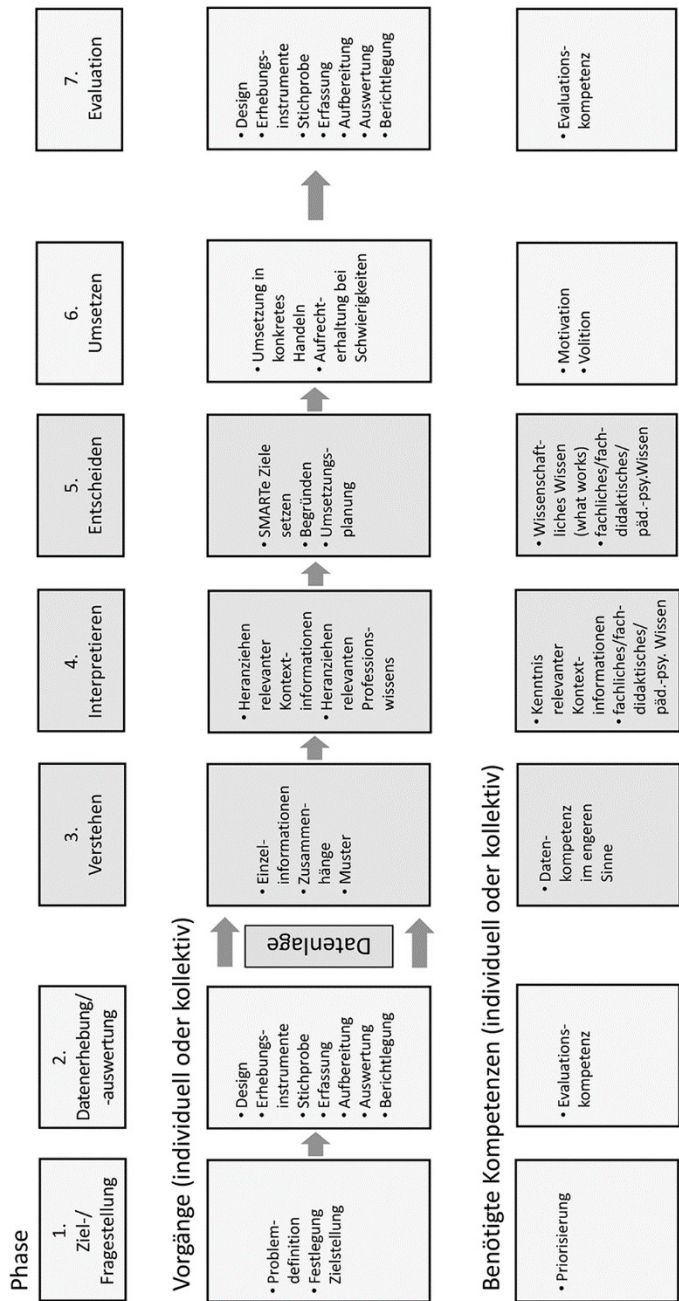 Phase
1.
Ziel-/
Fragestellung
2.
Datenerhebung/
-auswertung
3.
Verstehen
4.
Interpretieren
5.
Entscheiden
6.
Umsetzen
7.
Evaluation
Vorgänge (individuell oder kollektiv)
• Problem-
definition
• Festlegung
Zielstellung
• Design
• Erhebungs-
instrumente
• Stichprobe
• Erfassung
• Aufbereitung
• Auswertung
• Berichtlegung
Datenlage
• Einzel-
informationen
• Zusammen-
hänge
• Muster
• Heranziehen
relevanter
Kontext-
informationen
• Heranziehen
relevanten
Professions-
wissens
• SMARTe Ziele
setzen
• Begründen
• Umsetzungs-
planung
• Umsetzung in
konkretes
Handeln
• Aufrecht-
erhaltung bei
Schwierigkeiten
• Design
• Erhebungs-
instrumente
• Stichprobe
• Erfassung
• Aufbereitung
• Auswertung
• Berichtlegung
Benötigte Kompetenzen (individuell oder kollektiv)
• Priorisierung
• Evaluations-
kompetenz
• Daten-
kompetenz
im engeren
Sinne
• Kenntnis
relevanter
Kontext-
informationen
• fachliches/fach-
didaktisches/
päd.-psy. Wissen
• Wissenschaft-
liches Wissen
(what works)
• fachliches/fach-
didaktisches/
päd.-psy.Wissen
• Motivation
• Volition
• Evaluations-
kompetenz